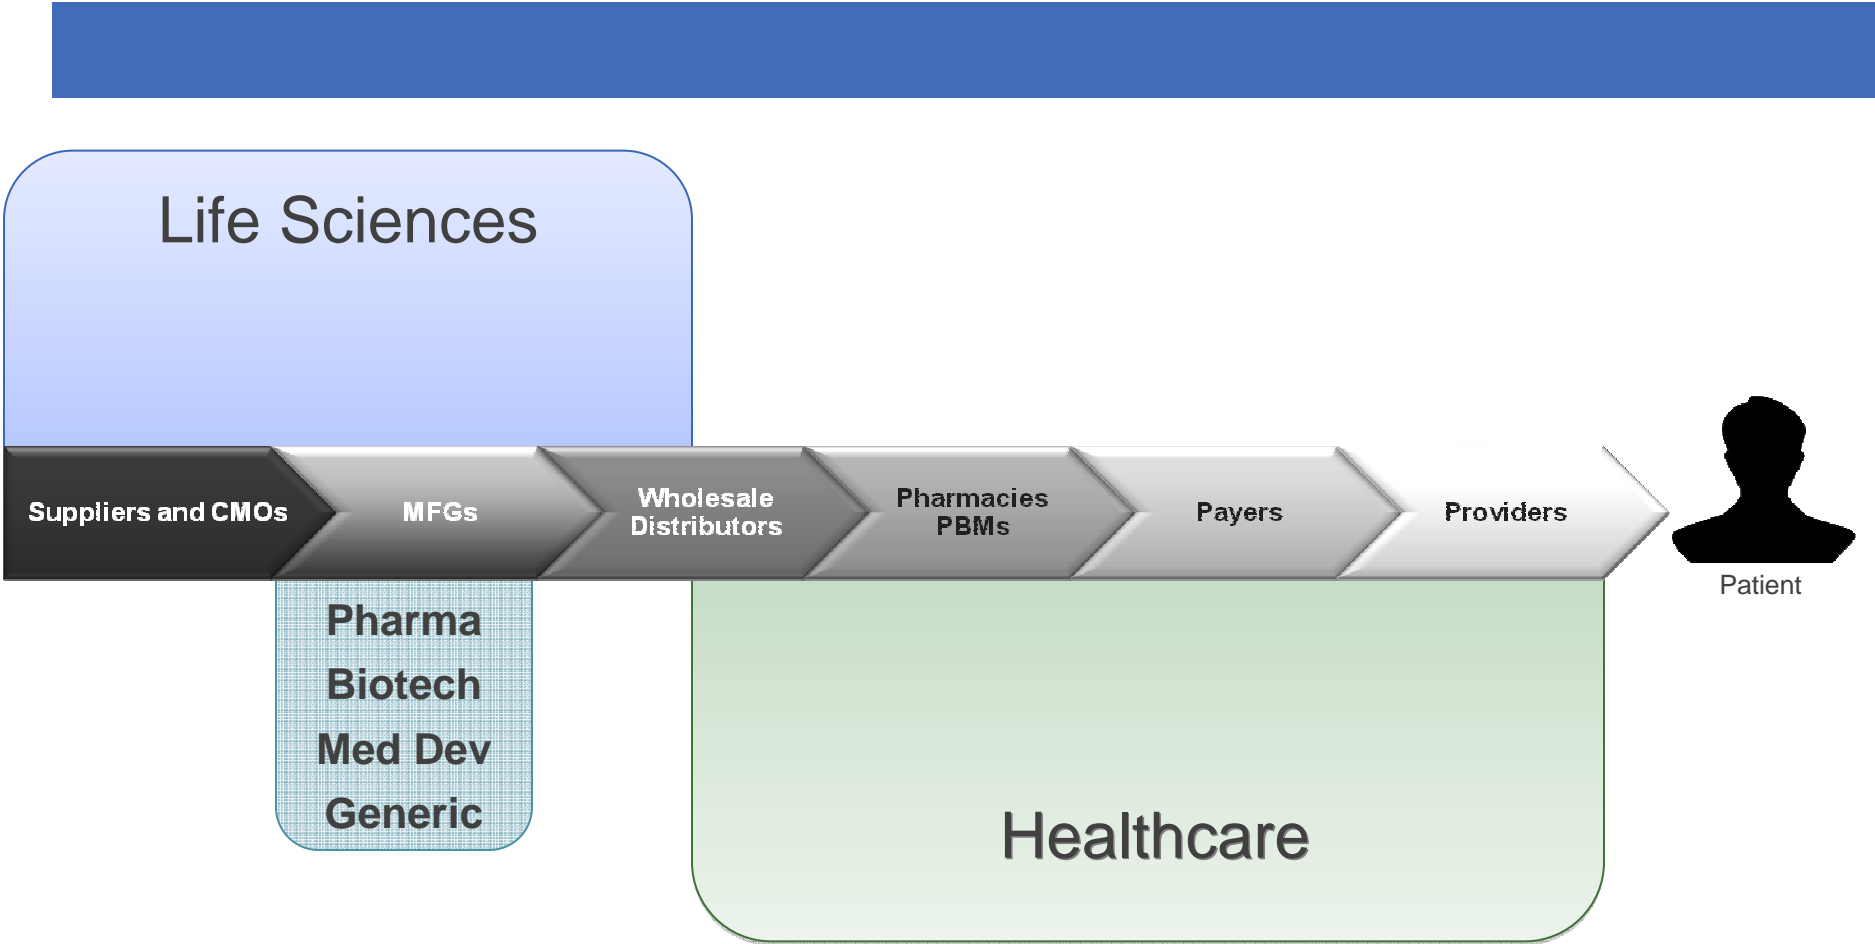 Life Sciences
Suppliers and CMOs
MFGs
Wholesale
Distributors
Pharmacies
PBMs
Payers
Providers
Patient
Pharma
Biotech
Med Dev
Generic
Healthcare